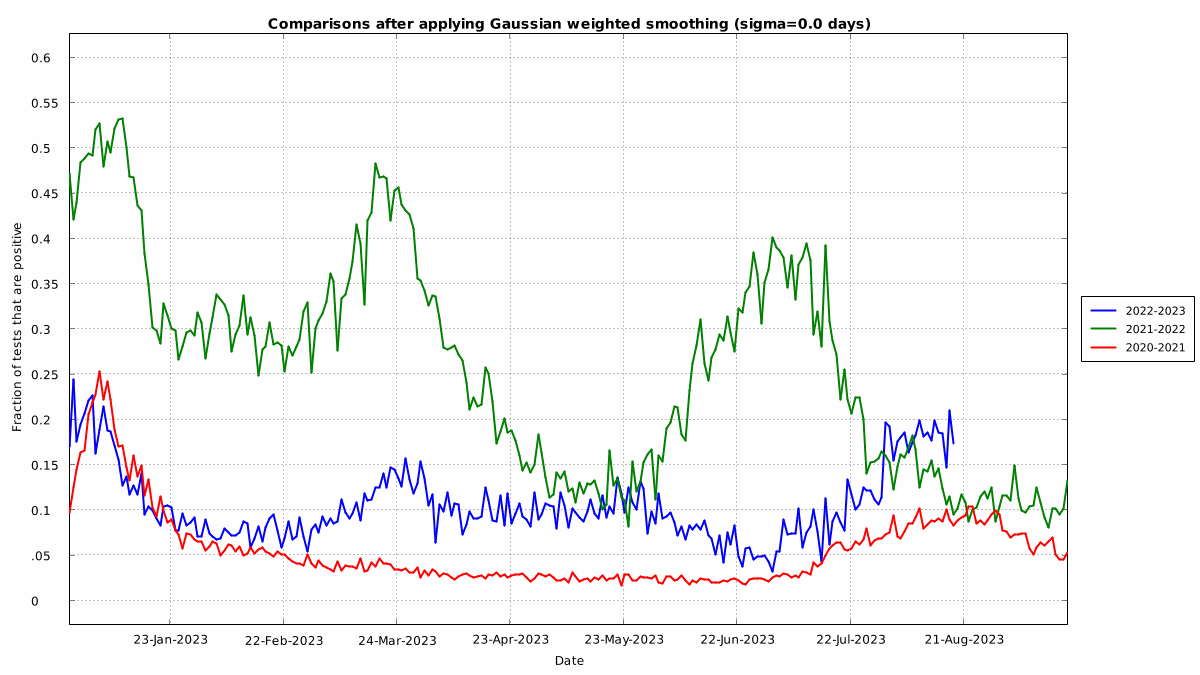 Comparisons after applying Gaussian weighted smoothing (sigma=0.0 days)
0.6
0.55
0.5
0.45
0.4
0.35
0.3
0.25
0.2
0.15
0.1
.05
0
Fraction of tests that are positive
23-Jan-2023
22-Feb-2023
24-Mar-2023
23-Apr-2023
23-May-2023
22-Jun-2023
22-Jul-2023
21-Aug-2023
Date
2022-2023
2021-2022
2020-2021